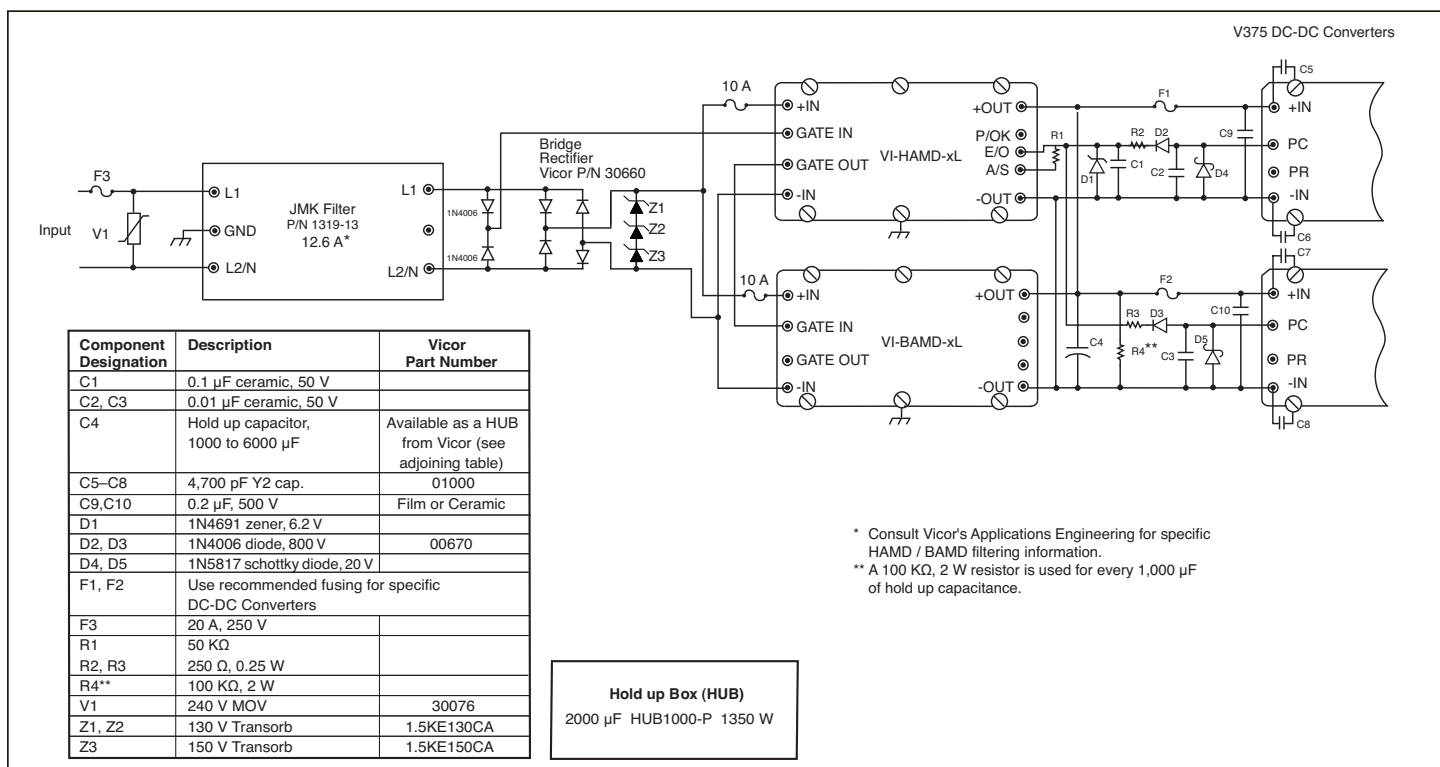 V375 DC-DC Converters
C5
10 A
+IN
+OUT
F1
+IN
GATE IN
P/OK
R1
R2 D2
C9
PC
Bridge
Rectifier
Vicor P/N 30660
VI-HAMD-xL
E/O
GATE OUT
A/S
D1
C1
C2
D4
PR
F3
L1
L1
-IN
-OUT
-IN
1N4006
Z1
JMK Filter
P/N 1319-13
12.6 A*
Input
V1
GND
Z2
C6
1N4006
Z3
C7
L2/N
L2/N
10 A
+IN
+OUT
F2
+IN
R3 D3
C10
GATE IN
PC
VI-BAMD-xL
C4
R4**
C3
D5
GATE OUT
PR
-IN
-OUT
-IN
C8
Component Designation Description Vicor Part Number
C1 0.1 µF ceramic, 50 V
C2, C3 0.01 µF ceramic, 50 V
C4 Hold up capacitor, Available as a HUB
1000 to 6000 µF from Vicor (see
adjoining table)
C5–C8 4,700 pF Y2 cap. 01000
C9,C10 0.2 µF, 500 V Film or Ceramic
D1 1N4691 zener, 6.2 V
D2, D3 1N4006 diode, 800 V 00670
D4, D5 1N5817 schottky diode, 20 V
F1, F2 Use recommended fusing for specific
DC-DC Converters
F3 20 A, 250 V
R1 50 KΩ
R2, R3 250 Ω, 0.25 W
R4** 100 KΩ, 2 W
V1 240 V MOV 30076
Z1, Z2 130 V Transorb 1.5KE130CA
Z3 150 V Transorb 1.5KE150CA
* Consult Vicor's Applications Engineering for specific
HAMD / BAMD filtering information.
** A 100 KΩ, 2 W resistor is used for every 1,000 µF
of hold up capacitance.
Hold up Box (HUB)
2000 µF HUB1000-P 1350 W